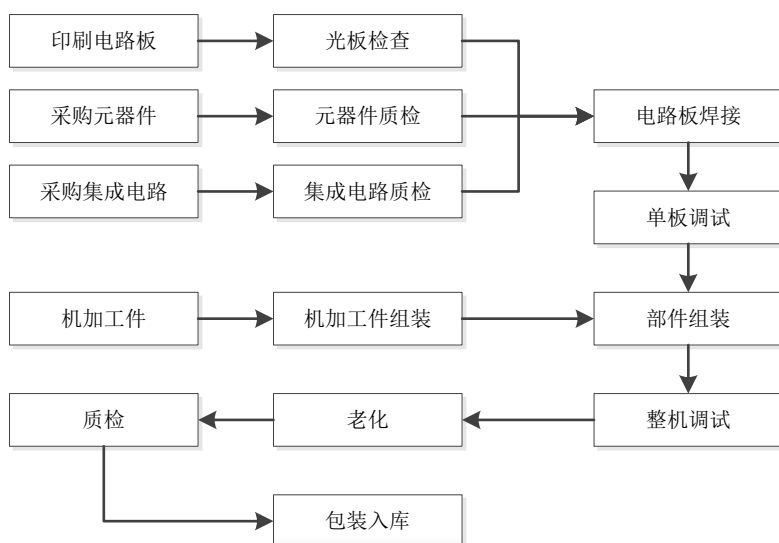 印刷电路板
光板检查
采购元器件
元器件质检
电路板焊接
采购集成电路
集成电路质检
单板调试
机加工件
机加工件组装
部件组装
质检
老化
整机调试
包装入库